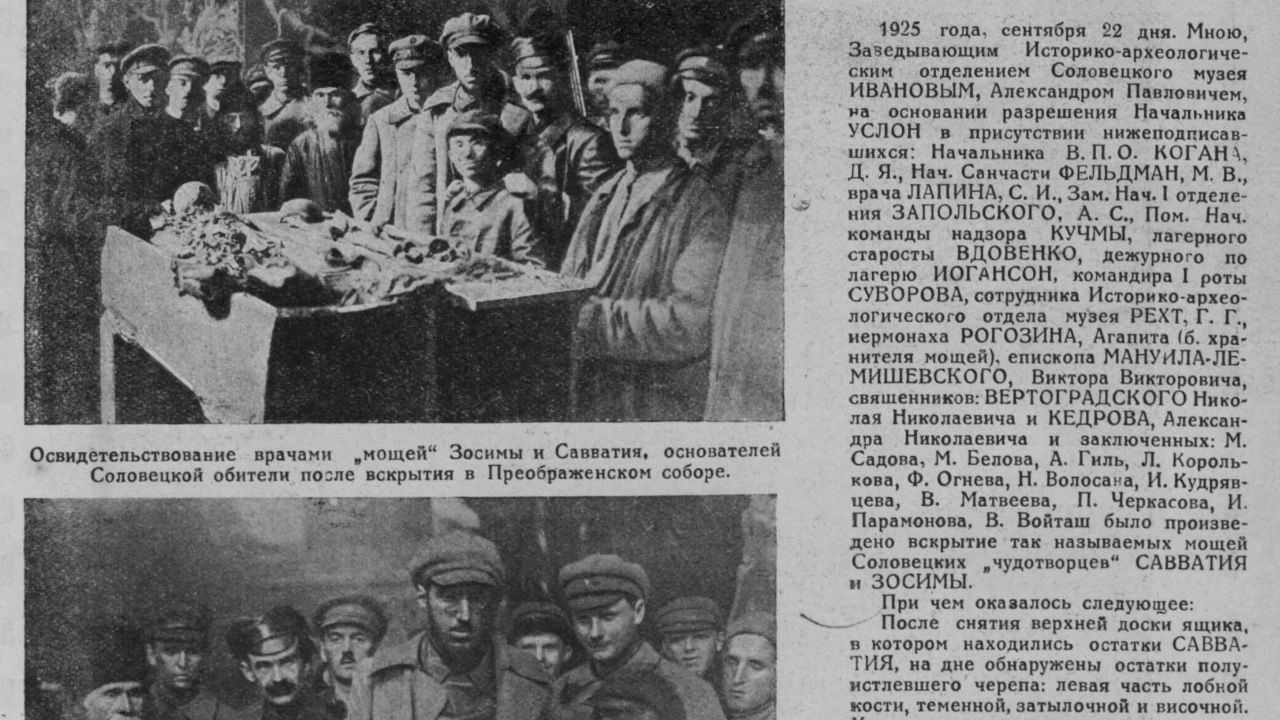 Освидетельствование врачами „мощей“ Зосимы и Савватия, основателей
Соловецкой обители после вскрытия в Преображенском соборе.
1925 года, сентября 22 дня. Мною,
Заведывающим Историко-археологиче-
ским отделением Соловецкого музея
ИВАНОВЫМ, Александром Павловичем,
на основании разрешения Начальника
УСЛОН в присутствии нижеподписав-
шихся: Начальника В. П. О. КОГАНА,
Д. Я., Нач. Санчасти ФЕЛЬДМАН, М. В.,
врача ЛАПИНА, С. И., Зам. Нач. I отделе-
ния ЗАПОЛЬСКОГО, А. С., Пом. Нач.
команды надзора КУЧМЫ, лагерного
старосты ВДОВЕНКО, дежурного по
лагерю ИОГАНСОН, командира I роты
СУВОРОВА, сотрудника Историко-архео-
логического отдела музея РЕХТ, Г. Г.,
иермонаха РОГОЗИНА, Агапита (б. хра-
нителя мощей), епископа МАНУИЛА-ЛЕ-
МИШЕВСКОГО, Виктора Викторовича,
священников: ВЕРТОГРАДСКОГО Нико-
лая Николаевича и КЕДРОВА, Алексан-
дра Николаевича и заключенных: М.
Садова, М. Белова, А. Гиль, Л. Король-
кова, Ф. Огнева, Н. Волосана, И. Кудряв-
цева, В. Матвеева, П. Черкасова, И.
Парамонова, В. Войташ было произве-
дено вскрытие так называемых мощей
Соловецких „чудотворцев“ САВВАТИЯ
и ЗОСИМЫ.
При чем оказалось следующее:
После снятия верхней доски ящика,
в котором находились остатки САВВА-
ТИЯ, на дне обнаружены остатки полу-
истлевшего черепа: левая часть лобной
кости, теменной, затылочной и височной.